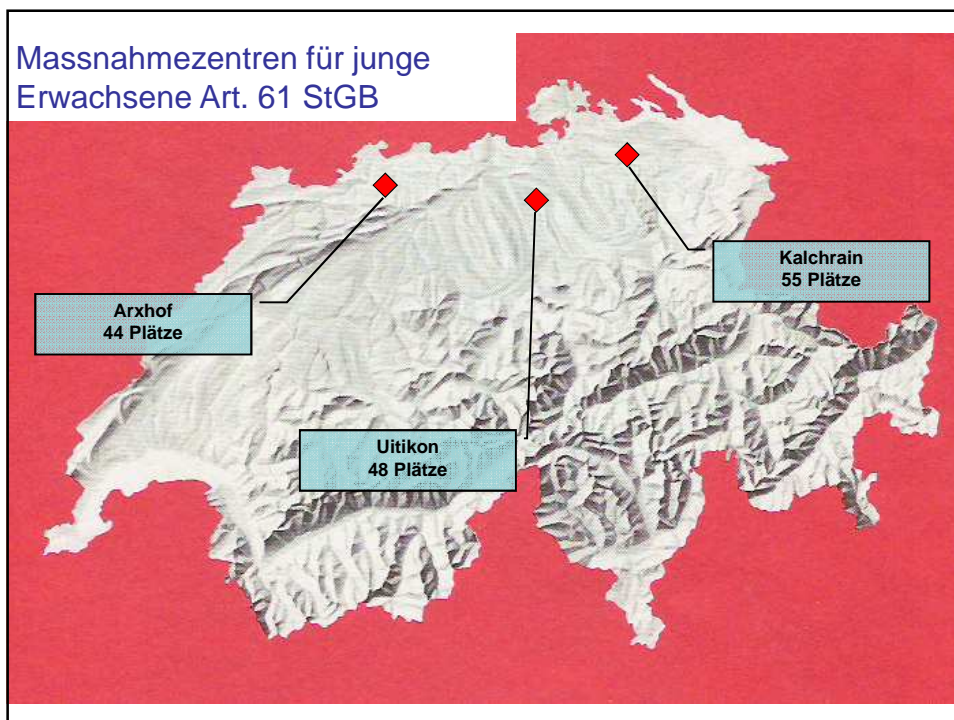 Massnahmezentren für junge
Erwachsene Art. 61 StGB
Kalchrain
55 Plätze
Arxhof
44 Plätze
Uitikon
48 Plätze